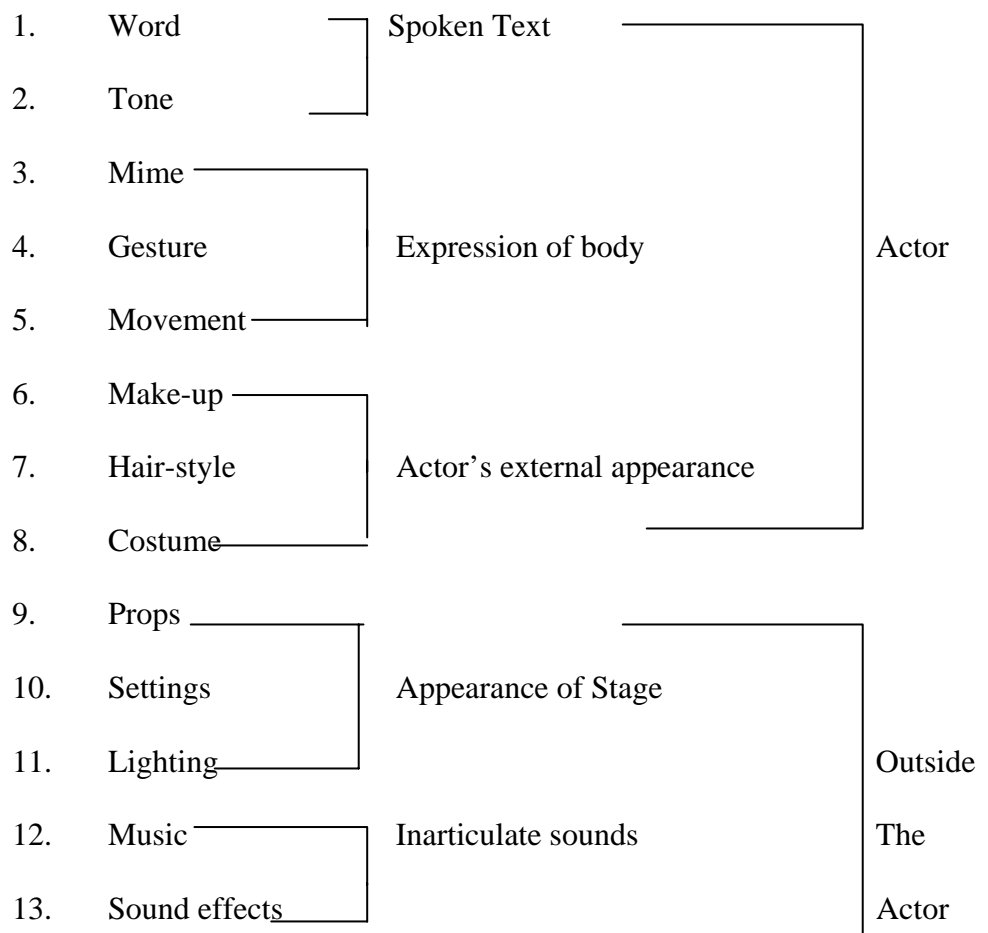 1. Word Spoken Text
2. Tone
3. Mime
4. Gesture Expression of body Actor
5. Movement
6. Make-up
7. Hair-style Actor’s external appearance
8. Costume
9. Props
10. Settings Appearance of Stage
11. Lighting Outside
12. Music Inarticulate sounds The
13. Sound effects Actor